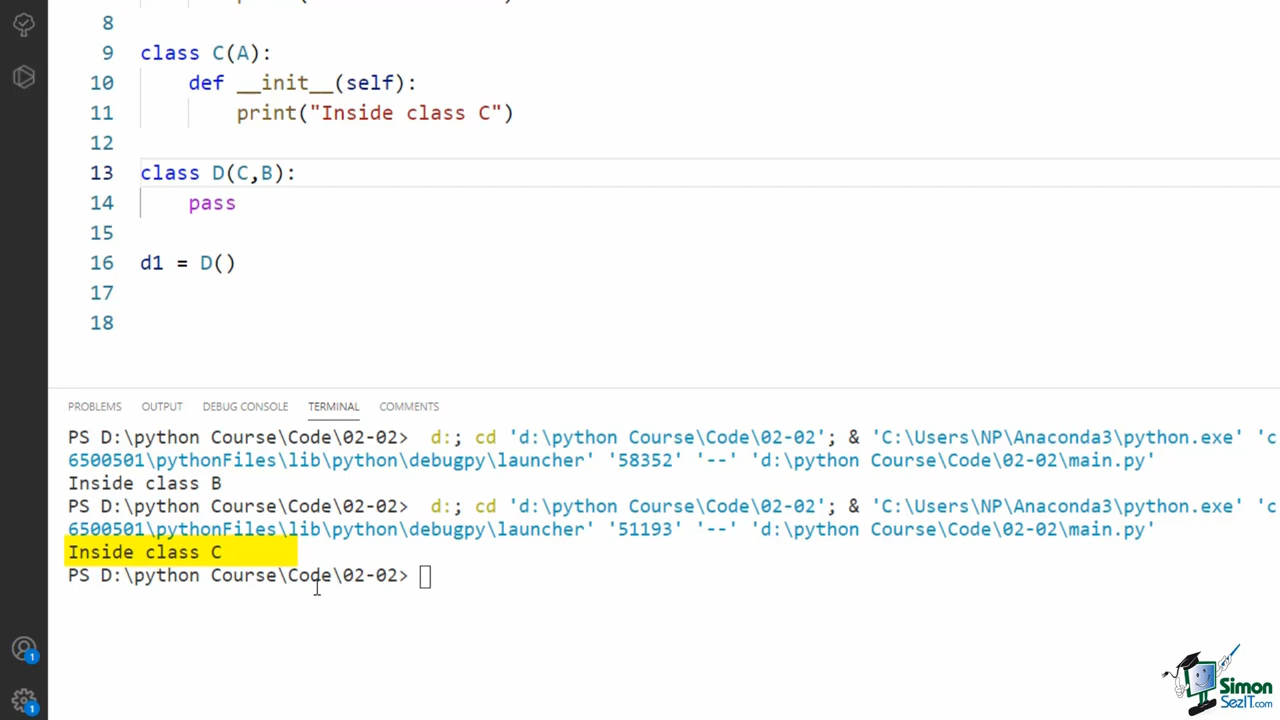 8
9 class C(A):
10 def __init__(self):
11 print("Inside class C")
12
13 class D(C,B):
14 pass
15
16 d1 = D()
17
18
PROBLEMS OUTPUT DEBUG CONSOLE TERMINAL COMMENTS
PS D:\python Course\Code\02-02> d:; cd 'd:\python Course\Code\02-02'; & 'C:\Users\NP\Anaconda3\python.exe' 'c
6500501\pythonFiles\lib\python\debugpy\launcher' '58352' '--' 'd:\python Course\Code\02-02\main.py'
Inside class B
PS D:\python Course\Code\02-02> d:; cd 'd:\python Course\Code\02-02'; & 'C:\Users\NP\Anaconda3\python.exe' 'c
6500501\pythonFiles\lib\python\debugpy\launcher' '51193' '--' 'd:\python Course\Code\02-02\main.py'
Inside class C
PS D:\python Course\Code\02-02>
1
1
Simon
SezIT.com